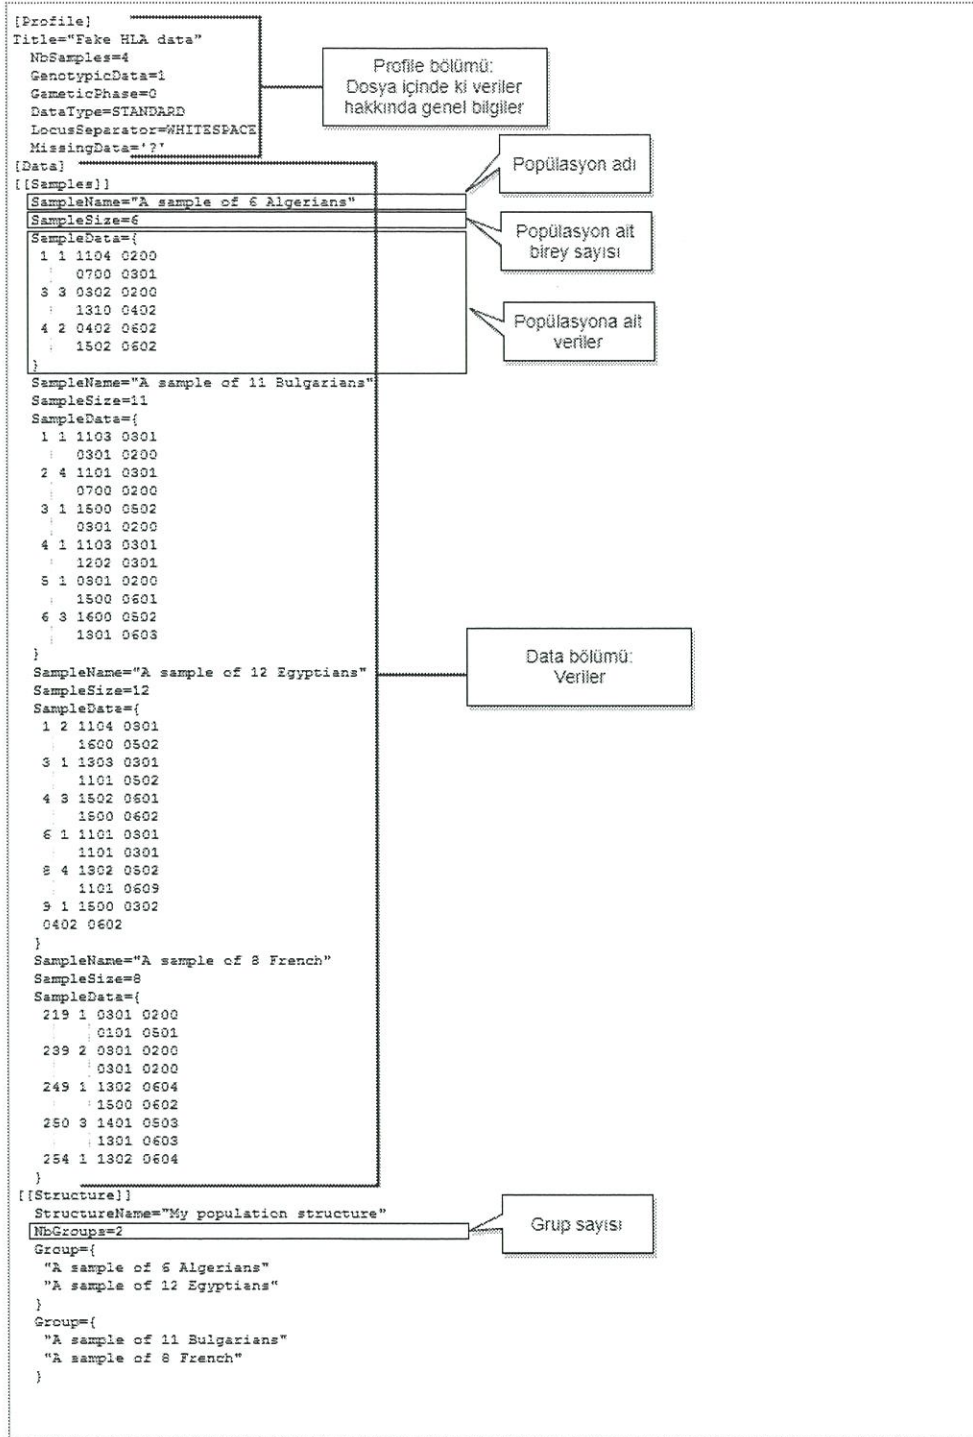 [Profile]
Title="Fake HLA data"
NbSamples=4
GenotypicData=1
GameticPhase=0
DataType=STANDARD
LocusSeparator=WHITESPACE
MissingData='?'
Profile bölümü:
Dosya içinde ki veriler
hakkında genel bilgiler
[Data]
[[Samples]]
Popülasyon adı
SampleName="A sample of 6 Algerians"
SampleSize=6
Popülasyon ait
birey sayısı
SampleData={
1 1 1104 0200
0700 0301
3 3 0302 0200
1310 0402
4 2 0402 0602
1502 0602
}
Popülasyona ait
veriler
SampleName="A sample of 11 Bulgarians"
SampleSize=11
SampleData={
1 1 1103 0301
0301 0200
2 4 1101 0301
0700 0200
3 1 1500 0502
0301 0200
4 1 1103 0301
1202 0301
5 1 0301 0200
1500 0601
6 3 1600 0502
1301 0603
}
Data bölümü:
Veriler
SampleName="A sample of 12 Egyptians"
SampleSize=12
SampleData={
1 2 1104 0301
1600 0502
3 1 1303 0301
1101 0502
4 3 1502 0601
1500 0602
6 1 1101 0301
1101 0301
8 4 1302 0502
1101 0609
9 1 1500 0302
0402 0602
}
SampleName="A sample of 8 French"
SampleSize=8
SampleData={
219 1 0301 0200
0101 0501
239 2 0301 0200
0301 0200
249 1 1302 0604
1500 0602
250 3 1401 0503
1301 0603
254 1 1302 0604
}
[[Structure]]
StructureName="My population structure"
NbGroups=2
Grup sayısı
Group={
"A sample of 6 Algerians"
"A sample of 12 Egyptians"
}
Group={
"A sample of 11 Bulgarians"
"A sample of 8 French"
}